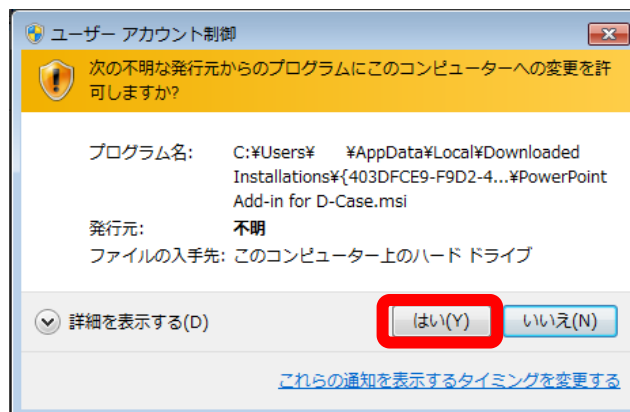 ユーザー アカウント制御
次の不明な発行元からのプログラムにこのコンピューターへの変更を許
可しますか?
プログラム名: C:¥Users¥ ¥AppData¥Local¥Downloaded
Installations¥{403DFCE9-F9D2-4...¥PowerPoint
Add-in for D-Case.msi
発行元: 不明
ファイルの入手先: このコンピューター上のハード ドライブ
詳細を表示する(D) はい(Y) いいえ(N)
これらの通知を表示するタイミングを変更する